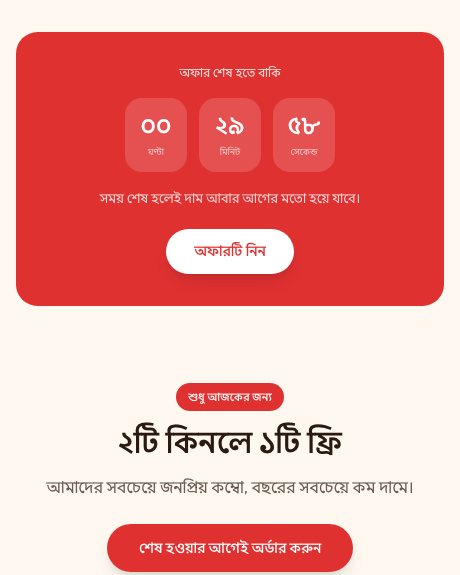 অফার শেষ হতে বাকি
০০ ২৯ ৫৮
ঘণ্টা মিনিট সেকেন্ড
সময় শেষ হলেই দাম আবার আগের মতো হয়ে যাবে।
অফারটি নিন
শুধু আজকের জন্য
২টি কিনলে ১টি ফ্রি
আমাদের সবচেয়ে জনপ্রিয় কম্বো, বছরের সবচেয়ে কম দামে।
শেষ হওয়ার আগেই অর্ডার করুন